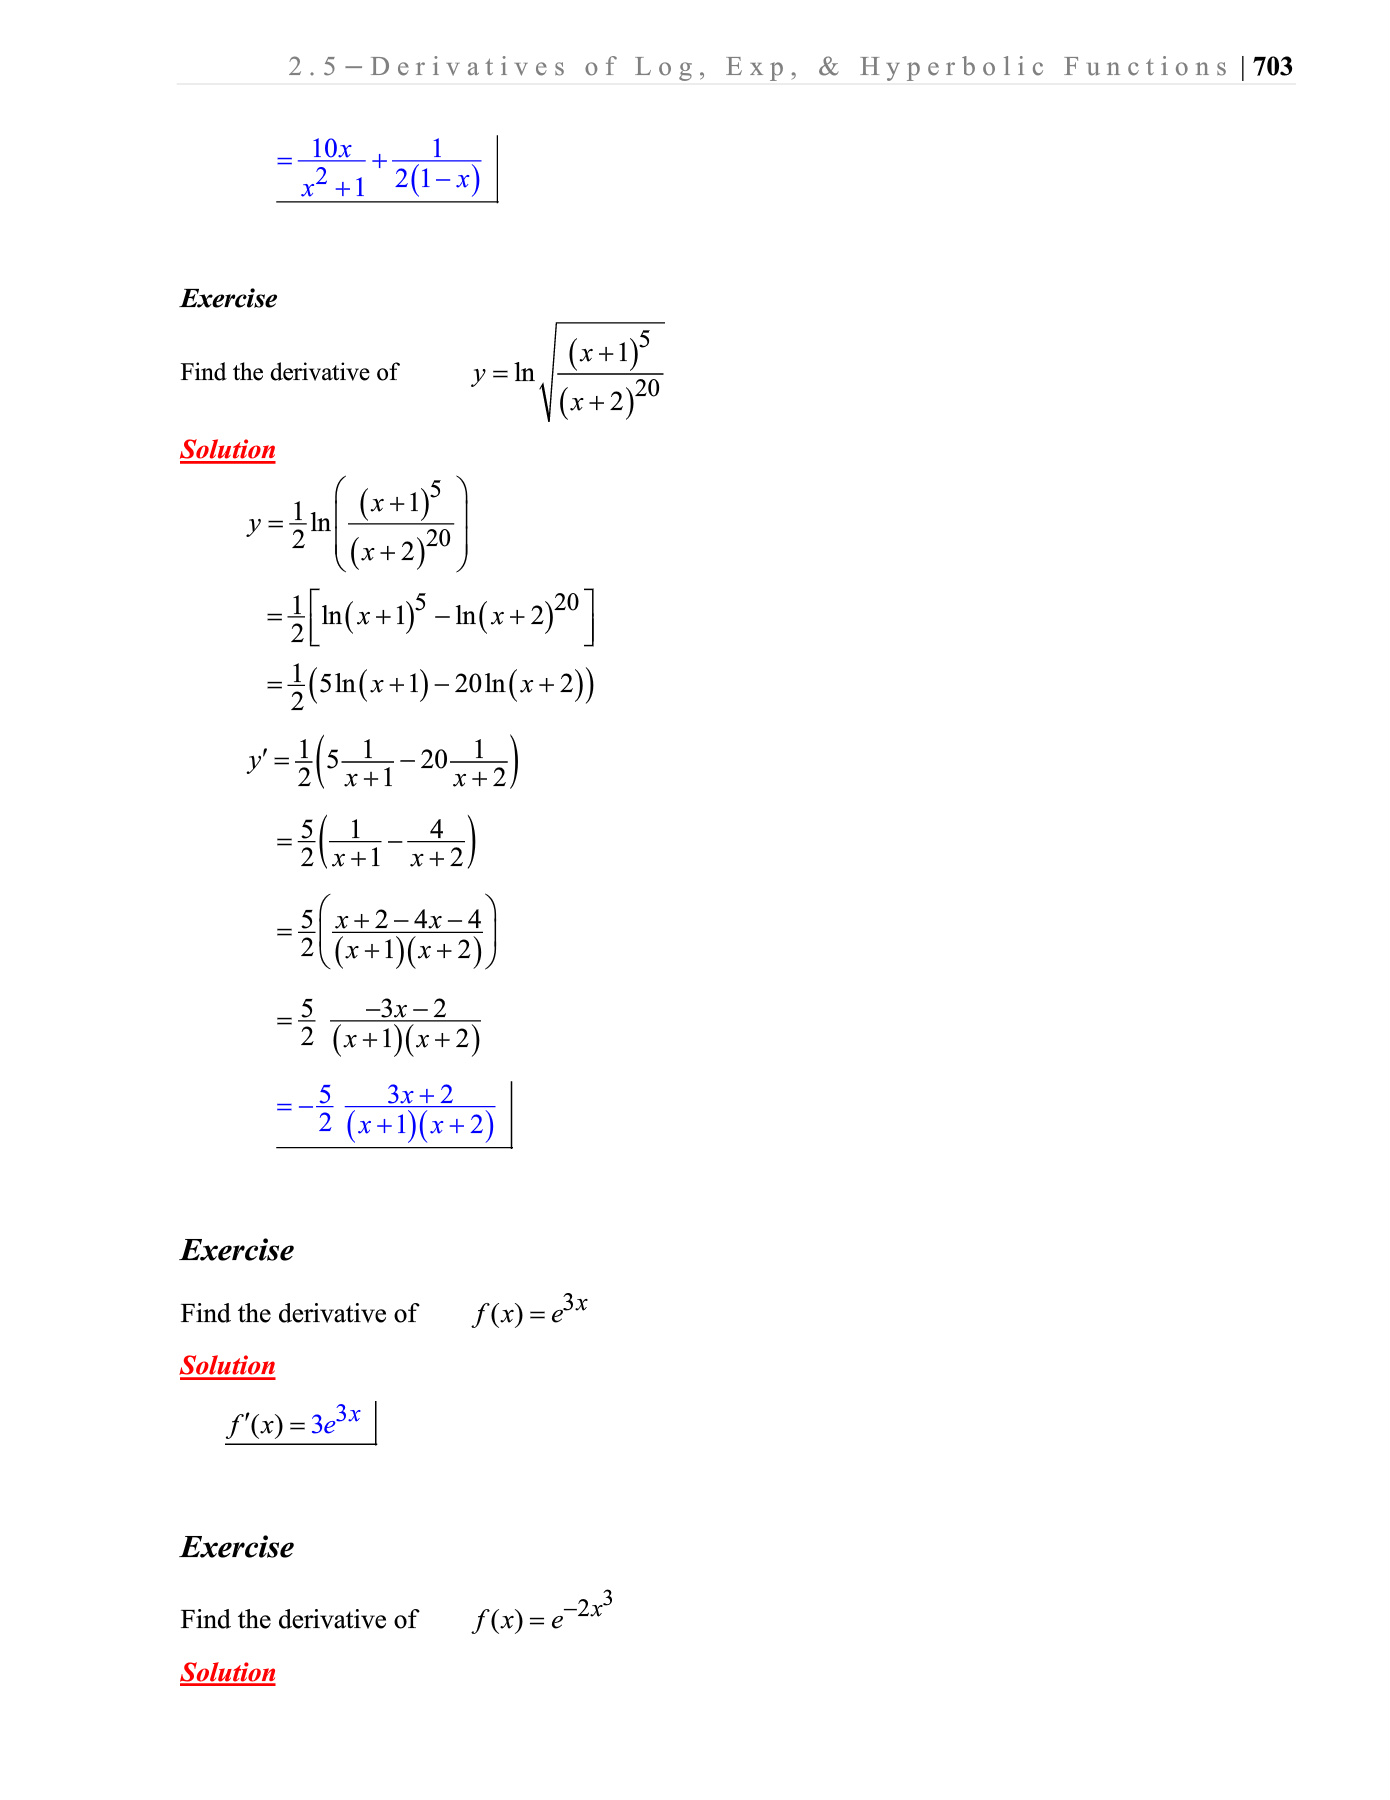 2.5 – Derivatives of Log, Exp, & Hyperbolic Functions | 703
= \frac{10x}{x^2+1} + \frac{1}{2(1-x)}
Exercise
Find the derivative of y = \ln \sqrt{\frac{(x+1)^5}{(x+2)^{20}}}
Solution
y = \frac{1}{2} \ln \left( \frac{(x+1)^5}{(x+2)^{20}} \right)
= \frac{1}{2} \left[ \ln(x+1)^5 - \ln(x+2)^{20} \right]
= \frac{1}{2} (5\ln(x+1) - 20\ln(x+2))
y' = \frac{1}{2} \left( 5\frac{1}{x+1} - 20\frac{1}{x+2} \right)
= \frac{5}{2} \left( \frac{1}{x+1} - \frac{4}{x+2} \right)
= \frac{5}{2} \left( \frac{x+2-4x-4}{(x+1)(x+2)} \right)
= \frac{5}{2} \frac{-3x-2}{(x+1)(x+2)}
= -\frac{5}{2} \frac{3x+2}{(x+1)(x+2)}
Exercise
Find the derivative of f(x) = e^{3x}
Solution
f'(x) = 3e^{3x}
Exercise
Find the derivative of f(x) = e^{-2x^3}
Solution